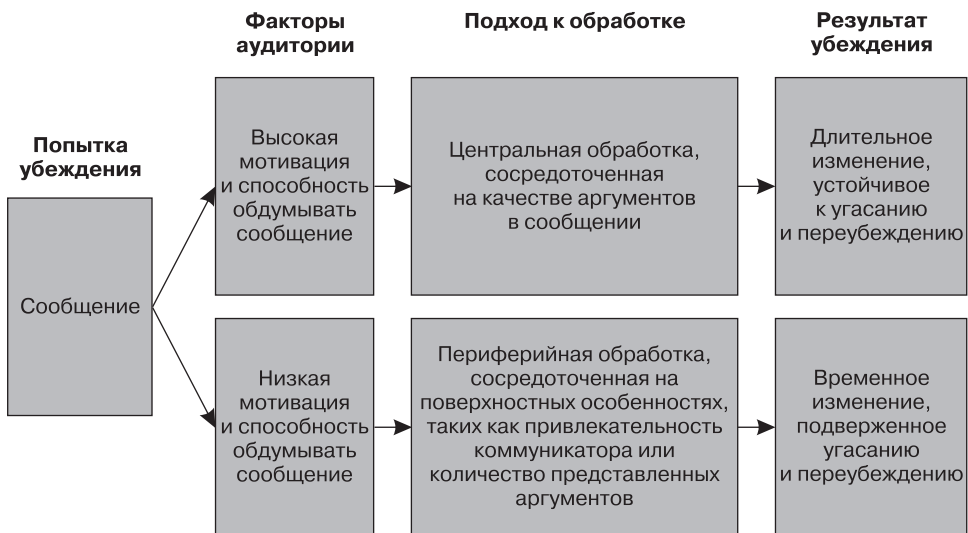 Факторы
аудитории
Подход к обработке
Результат
убеждения
Попытка
убеждения
Сообщение
Высокая
мотивация
и способность
обдумывать
сообщение
Центральная обработка,
сосредоточенная
на качестве аргументов
в сообщении
Длительное
изменение,
устойчивое
к угасанию
и переубеждению
Низкая
мотивация
и способность
обдумывать
сообщение
Периферийная обработка,
сосредоточенная на
поверхностных особенностях,
таких как привлекательность
коммуникатора или
количество представленных
аргументов
Временное
изменение,
подверженное
угасанию
и переубеждению